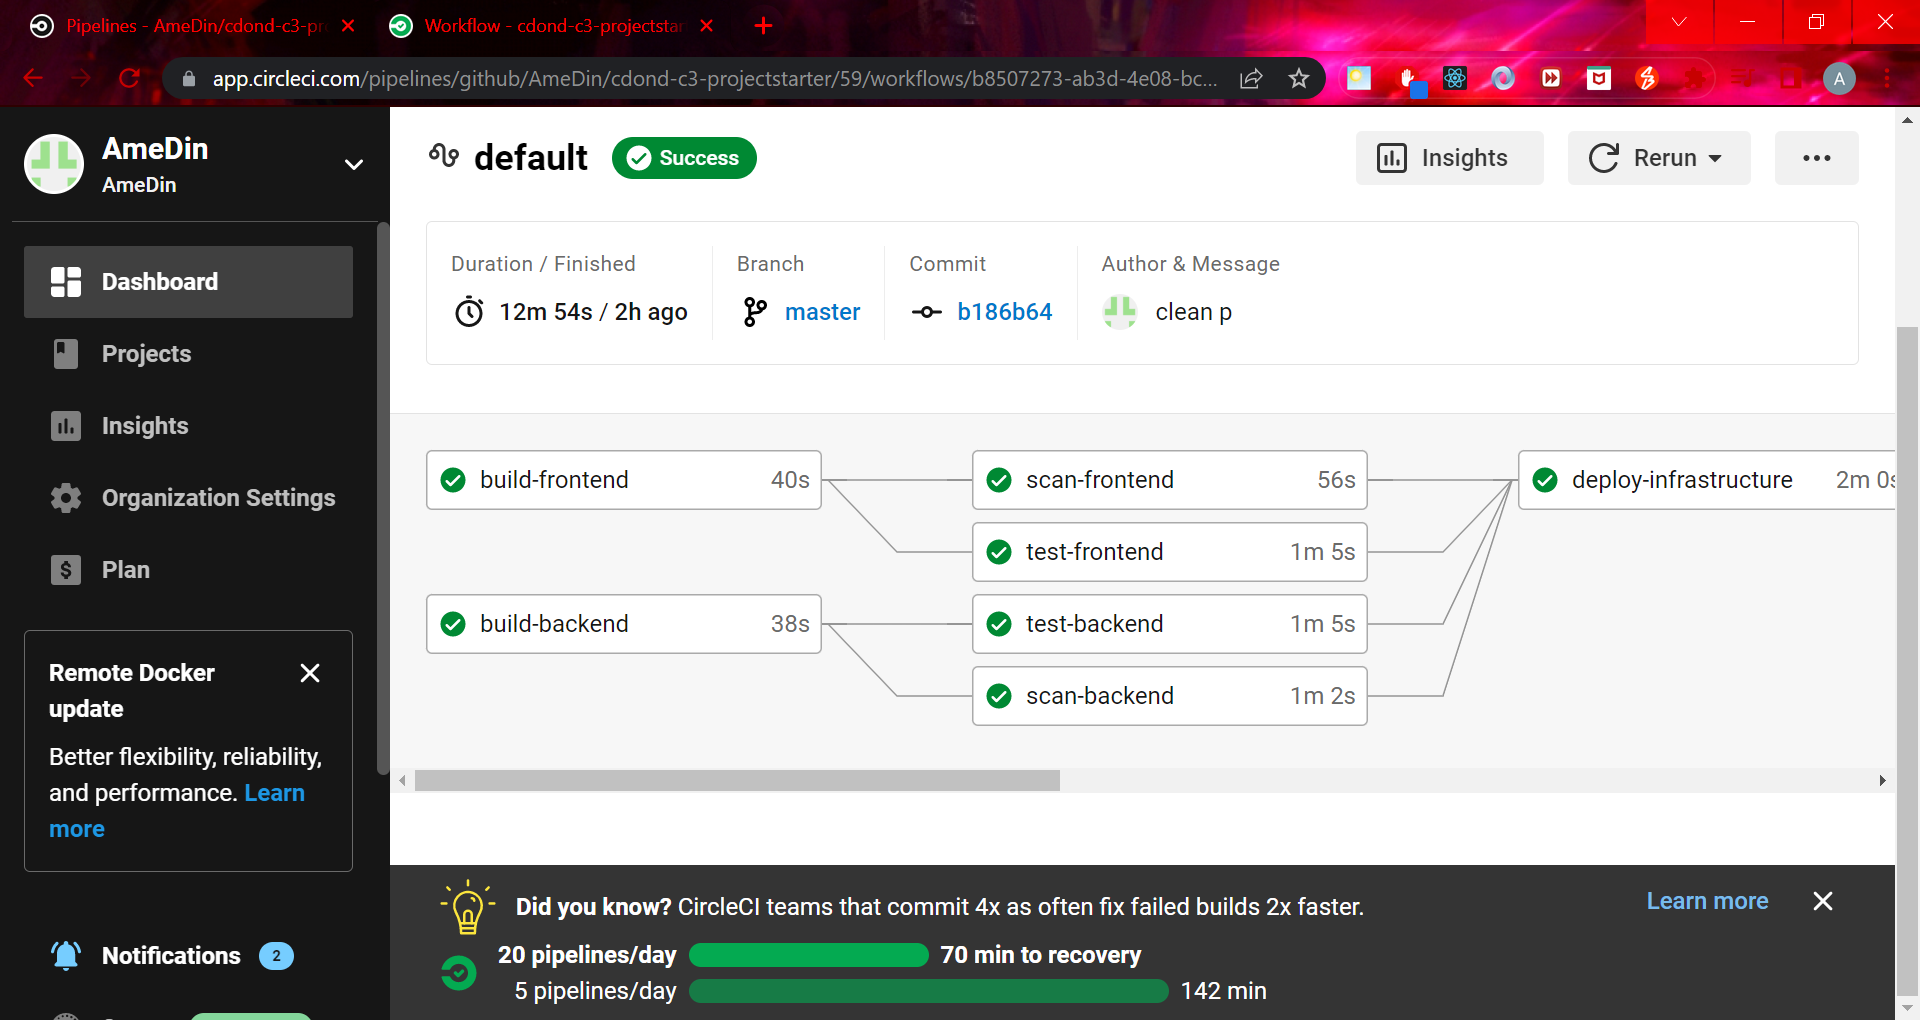 Pipelines - AmeDin/cdond-c3-pr
Workflow - cdond-c3-projectstar
app.circleci.com/pipelines/github/AmeDin/cdond-c3-projectstarter/59/workflows/b8507273-ab3d-4e08-bc...
A
AmeDin
AmeDin
Dashboard
Projects
Insights
Organization Settings
Plan
Remote Docker
update
Better flexibility, reliability,
and performance. Learn
more
Notifications 2
default Success
Insights
Rerun
Duration / Finished
12m 54s / 2h ago
Branch
master
Commit
b186b64
Author & Message
clean p
build-frontend 40s
scan-frontend 56s
deploy-infrastructure 2m 0s
test-frontend 1m 5s
build-backend 38s
test-backend 1m 5s
scan-backend 1m 2s
Did you know? CircleCI teams that commit 4x as often fix failed builds 2x faster.
Learn more
20 pipelines/day 70 min to recovery
5 pipelines/day 142 min